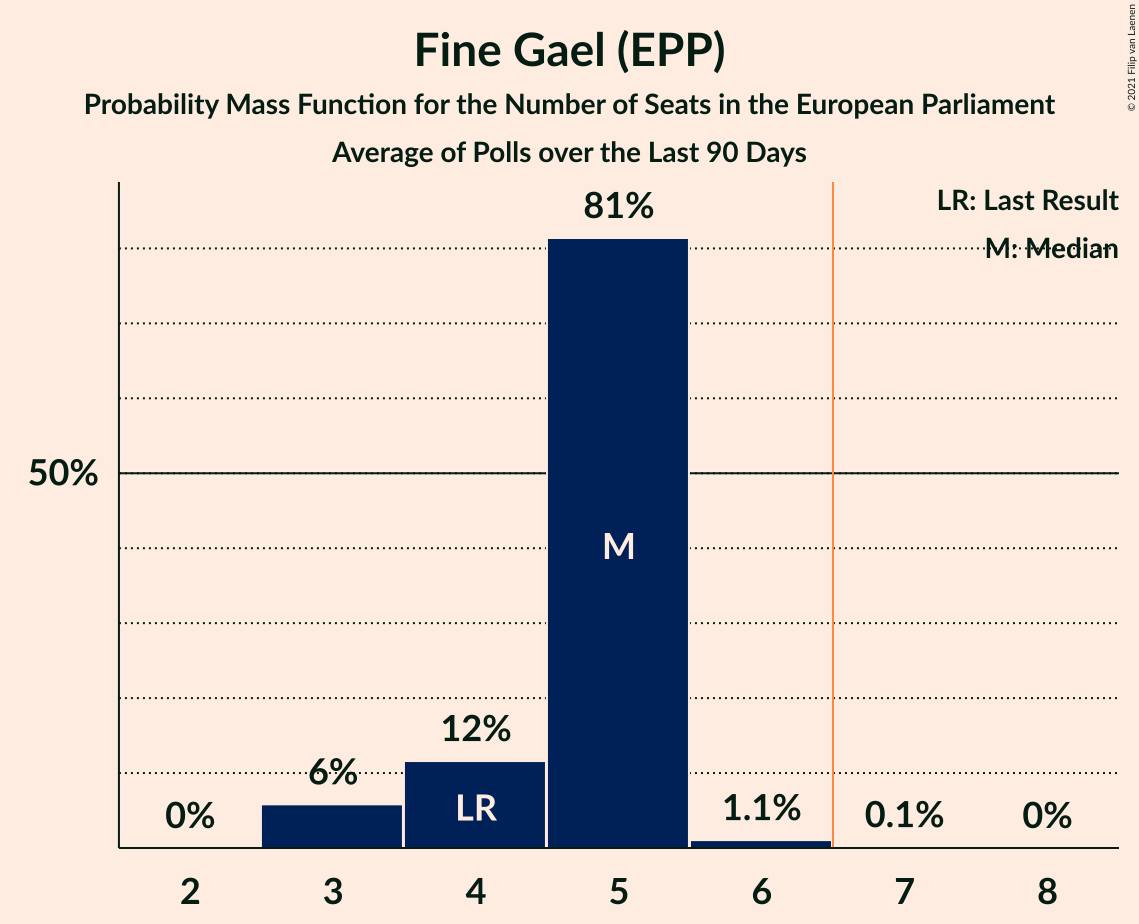 Fine Gael (EPP)
Probability Mass Function for the Number of Seats in the European Parliament
Average of Polls over the Last 90 Days
© 2021 Filip van Laenen
LR: Last Result
M: Median
81%
50%
M
12%
6%
LR
0%
1.1%
0.1%
0%
2 3 4 5 6 7 8